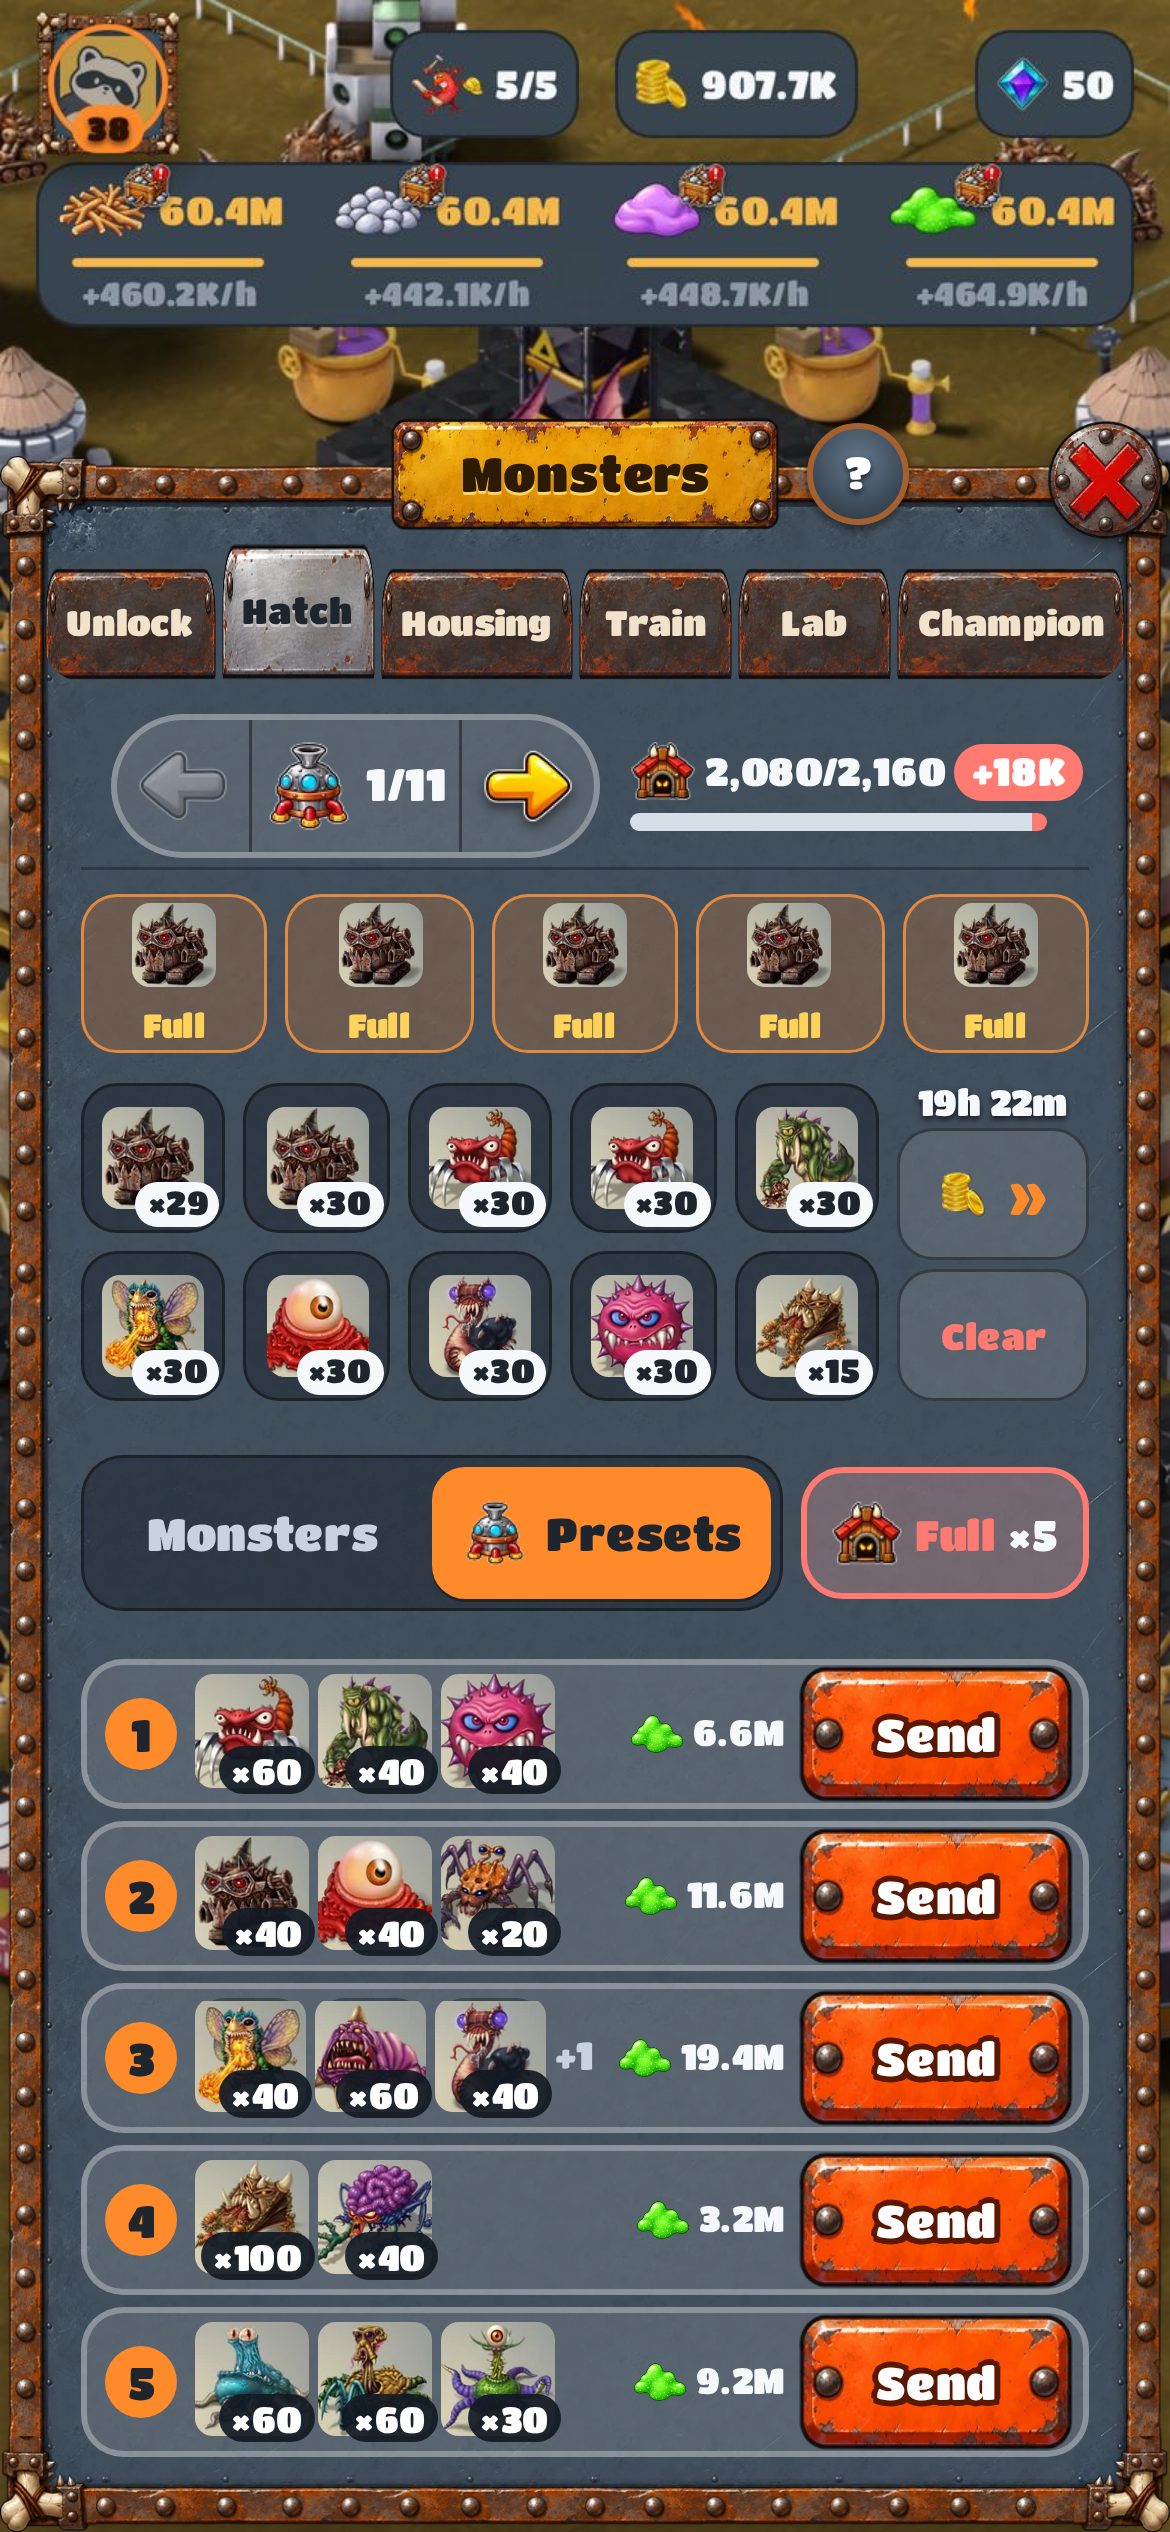 38
5/5
907.7K
50
60.4M
60.4M
60.4M
60.4M
+460.2K/h
+442.1K/h
+448.7K/h
+464.9K/h
Monsters
?
Unlock
Hatch
Housing
Train
Lab
Champion
1/11
2,080/2,160
+18K
Full
Full
Full
Full
Full
×29
×30
×30
×30
×30
19h 22m
×30
×30
×30
×30
×15
Clear
Monsters
Presets
Full ×5
1
×60
×40
×40
6.6M
Send
2
×40
×40
×20
11.6M
Send
3
×40
×60
×40
+1
19.4M
Send
4
×100
×40
3.2M
Send
5
×60
×60
×30
9.2M
Send